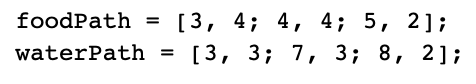 foodPath = [3, 4; 4, 4; 5, 2];
waterPath = [3, 3; 7, 3; 8, 2];